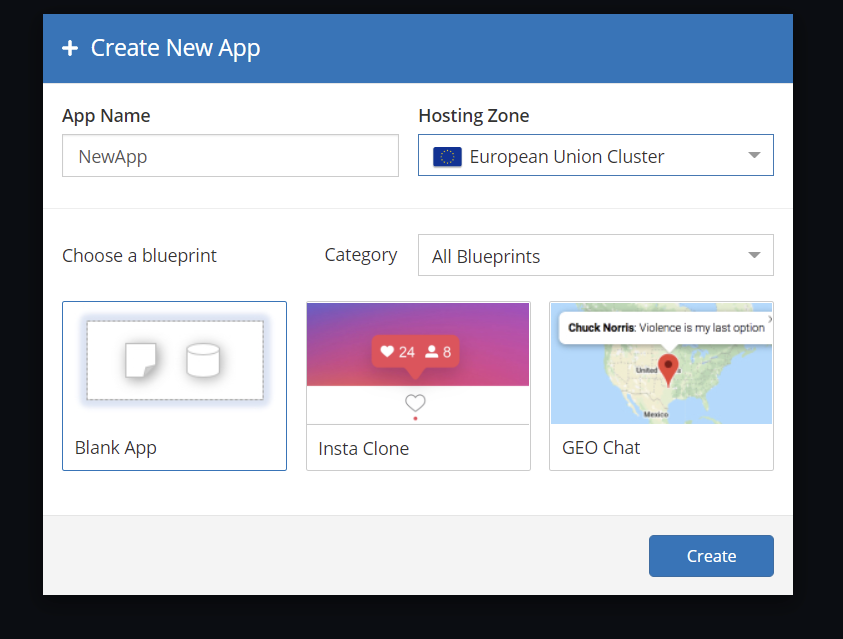 + Create New App
App Name
Hosting Zone
NewApp
European Union Cluster
Choose a blueprint
Category
All Blueprints
24 8
Chuck Norris: Violence is my last option
United
Mexico
Blank App
Insta Clone
GEO Chat
Create